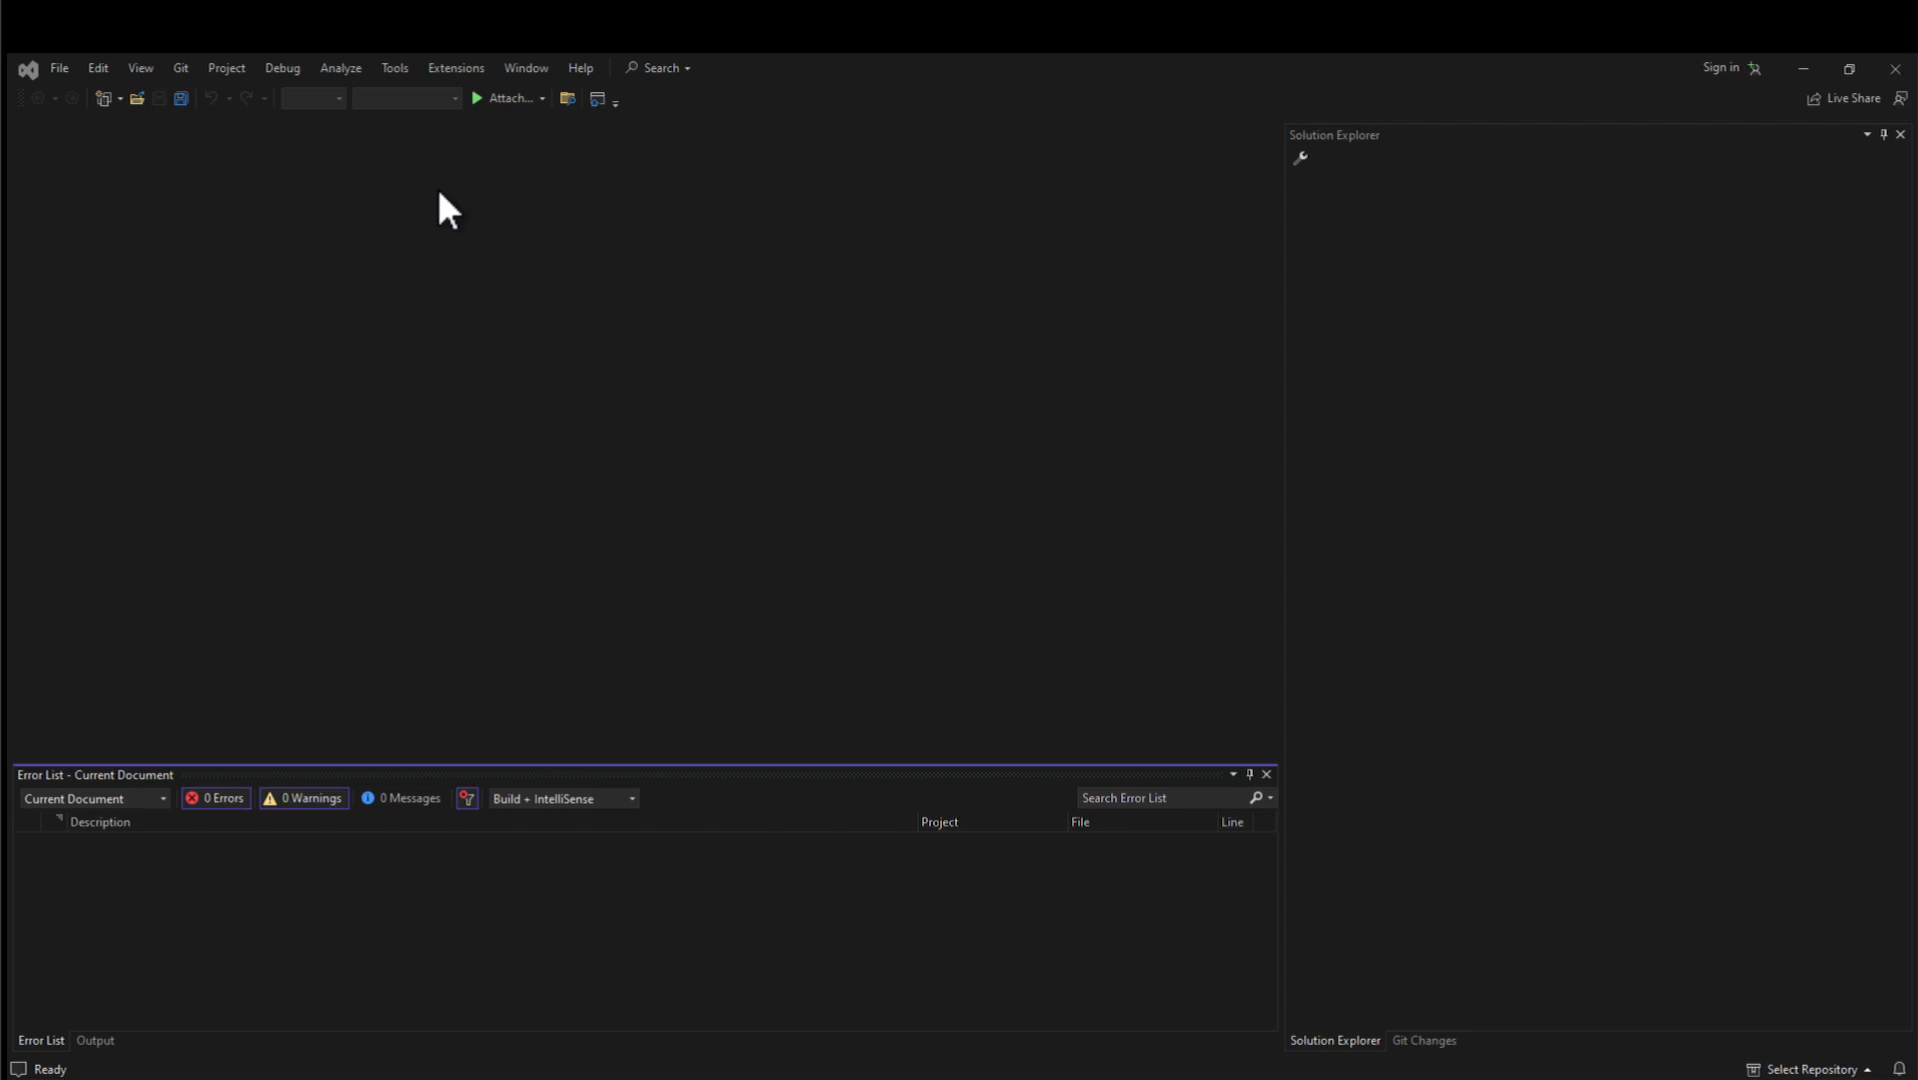 File Edit View Git Project Debug Analyze Tools Extensions Window Help Search Sign in
Attach... Live Share
Solution Explorer
Error List - Current Document
Current Document 0 Errors 0 Warnings 0 Messages Build + IntelliSense Search Error List
Description Project File Line
Error List Output Solution Explorer Git Changes
Ready Select Repository